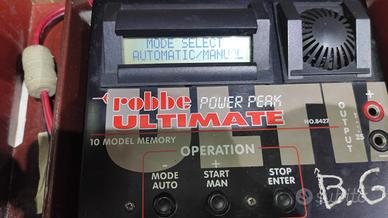 MODE SELECT
AUTOMATIC/MANUAL
robbe POWER PEAK
ULTIMATE
NO.8427
OUTPUT
10 MODEL MEMORY
OPERATION
MODE
AUTO
+
START
MAN
-
STOP
ENTER
B.G